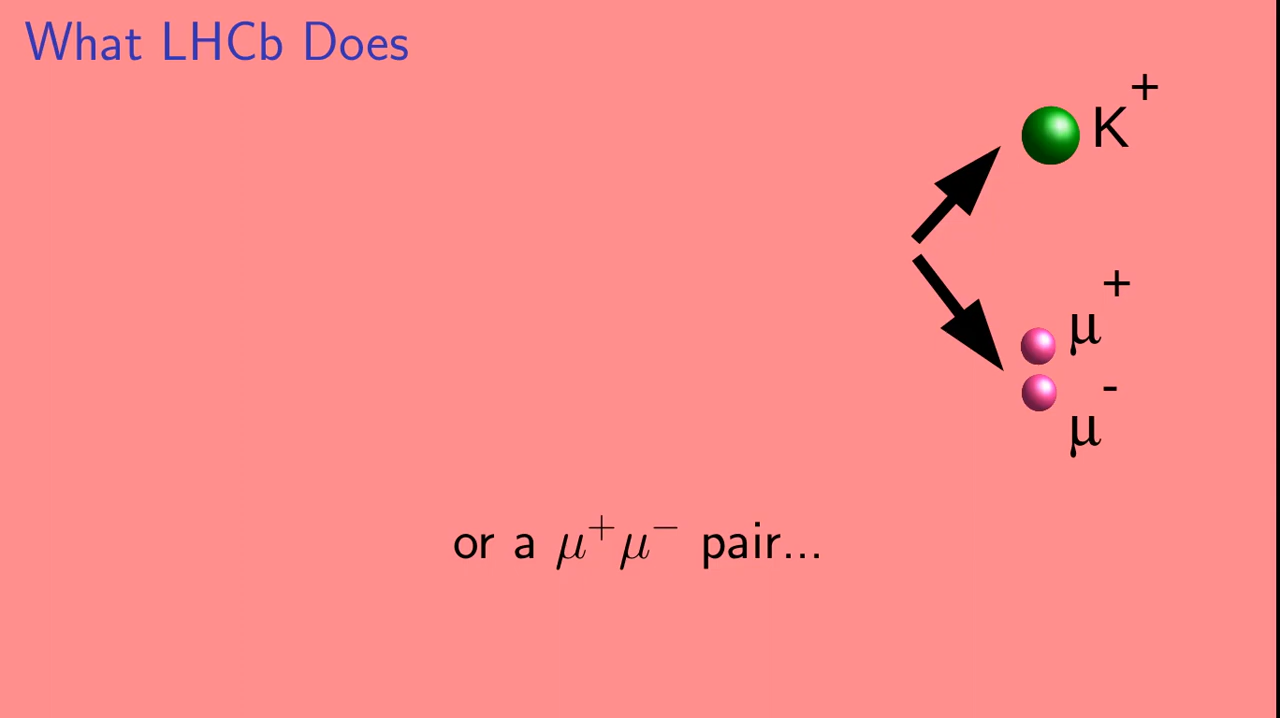 What LHCb Does
K+
μ+
μ-
or a μ+μ− pair...